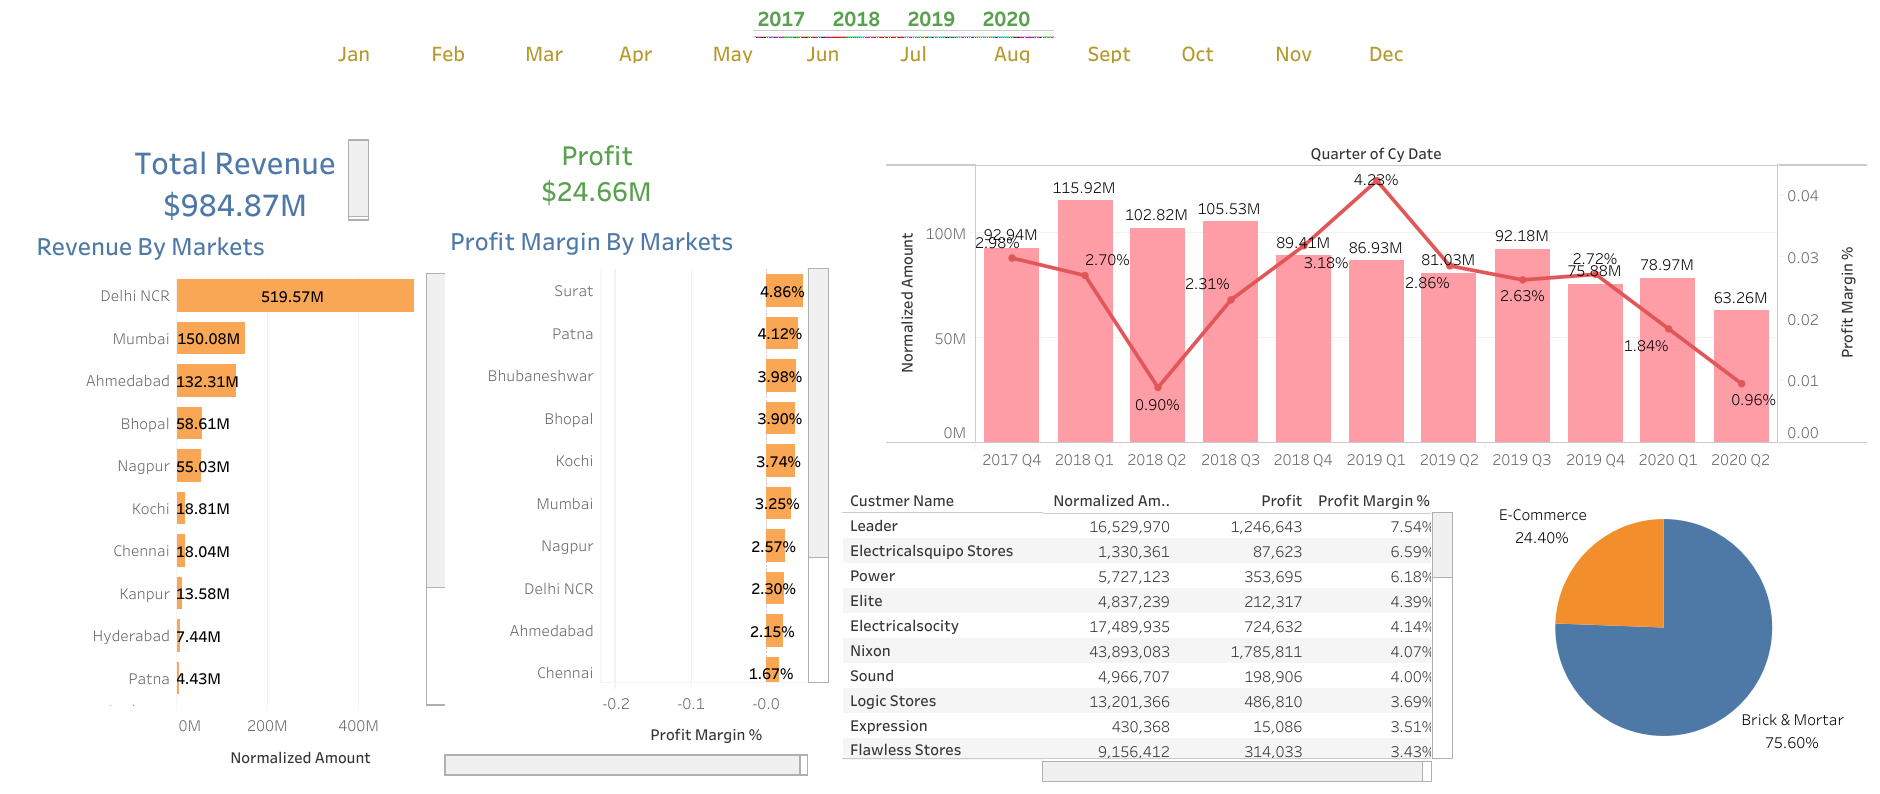 2017 2018 2019 2020
Jan Feb Mar Apr May Jun Jul Aug Sept Oct Nov Dec
Total Revenue
$984.87M
Profit
$24.66M
Revenue By Markets
Delhi NCR 519.57M
Mumbai 150.08M
Ahmedabad 132.31M
Bhopal 58.61M
Nagpur 55.03M
Kochi 18.81M
Chennai 18.04M
Kanpur 13.58M
Hyderabad 7.44M
Patna 4.43M
0M 200M 400M
Normalized Amount
Profit Margin By Markets
Surat 4.86%
Patna 4.12%
Bhubaneshwar 3.98%
Bhopal 3.90%
Kochi 3.74%
Mumbai 3.25%
Nagpur 2.57%
Delhi NCR 2.30%
Ahmedabad 2.15%
Chennai 1.67%
-0.2 -0.1 -0.0
Profit Margin %
Quarter of Cy Date
Normalized Amount
100M
50M
0M
92.94M 115.92M 102.82M 105.53M 89.41M 86.93M 81.03M 92.18M 75.88M 78.97M 63.26M
2.98% 2.70% 0.90% 2.31% 3.18% 4.23% 2.86% 2.63% 2.72% 1.84% 0.96%
0.04
0.03
0.02
0.01
0.00
Profit Margin %
2017 Q4 2018 Q1 2018 Q2 2018 Q3 2018 Q4 2019 Q1 2019 Q2 2019 Q3 2019 Q4 2020 Q1 2020 Q2
Custmer Name Normalized Am.. Profit Profit Margin %
Leader 16,529,970 1,246,643 7.54%
Electricalsquipo Stores 1,330,361 87,623 6.59%
Power 5,727,123 353,695 6.18%
Elite 4,837,239 212,317 4.39%
Electricalsocity 17,489,935 724,632 4.14%
Nixon 43,893,083 1,785,811 4.07%
Sound 4,966,707 198,906 4.00%
Logic Stores 13,201,366 486,810 3.69%
Expression 430,368 15,086 3.51%
Flawless Stores 9,156,412 314,033 3.43%
E-Commerce
24.40%
Brick & Mortar
75.60%